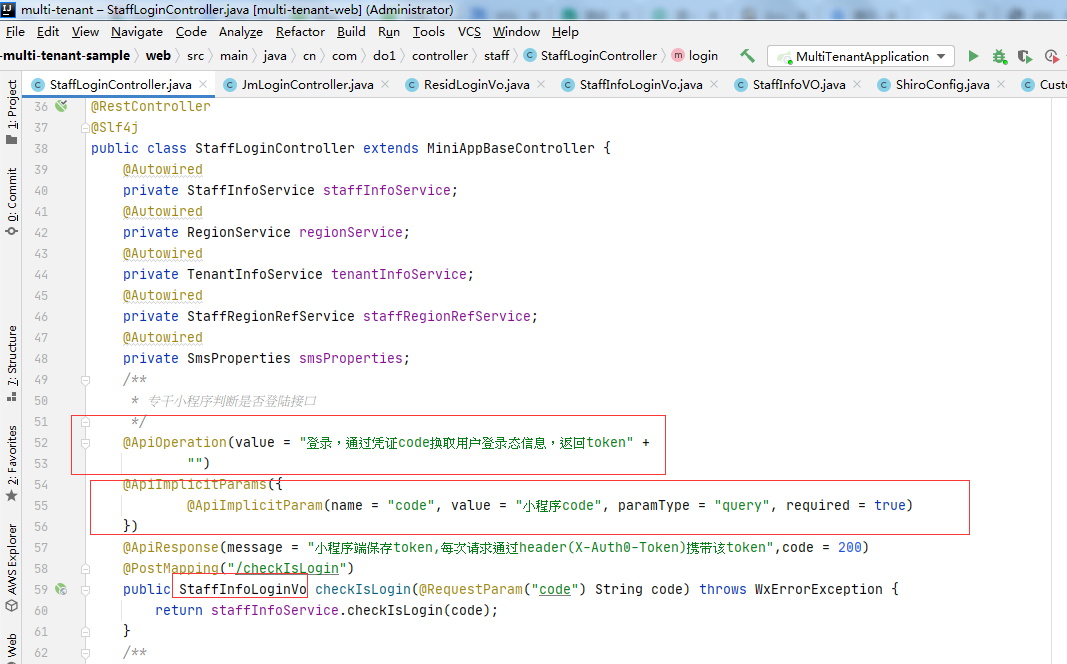 multi-tenant – StaffLoginController.java [multi-tenant-web] (Administrator)
File Edit View Navigate Code Analyze Refactor Build Run Tools VCS Window Help
-multi-tenant-sample web src main java cn com do1 controller staff StaffLoginController login MultiTenantApplication
StaffLoginController.java JmLoginController.java ResidLoginVo.java StaffInfoLoginVo.java StaffInfoVO.java ShiroConfig.java Cust
1: Project
0: Commit
7: Structure
2: Favorites
AWS Explorer
Web
36 @RestController
37 @Slf4j
38 public class StaffLoginController extends MiniAppBaseController {
39 @Autowired
40 private StaffInfoService staffInfoService;
41 @Autowired
42 private RegionService regionService;
43 @Autowired
44 private TenantInfoService tenantInfoService;
45 @Autowired
46 private StaffRegionRefService staffRegionRefService;
47 @Autowired
48 private SmsProperties smsProperties;
49 /**
50 * 专干小程序判断是否登陆接口
51 */
52 @ApiOperation(value = "登录，通过凭证code换取用户登录态信息，返回token" +
53 "")
54 @ApiImplicitParams({
55 @ApiImplicitParam(name = "code", value = "小程序code", paramType = "query", required = true)
56 })
57 @ApiResponse(message = "小程序端保存token,每次请求通过header(X-Auth0-Token)携带该token",code = 200)
58 @PostMapping("/checkIsLogin")
59 public StaffInfoLoginVo checkIsLogin(@RequestParam("code") String code) throws WxErrorException {
60 return staffInfoService.checkIsLogin(code);
61 }
62 /**